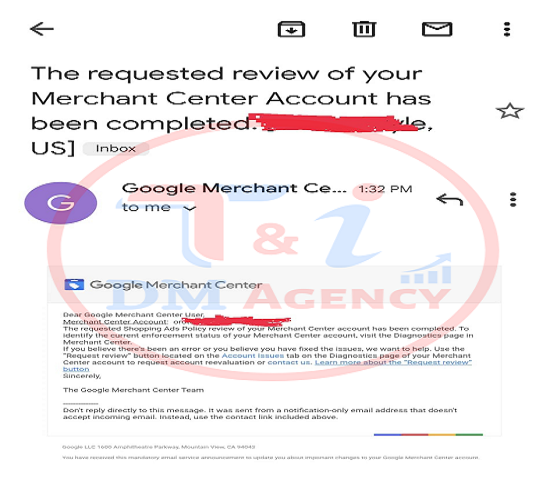 The requested review of your
Merchant Center Account has
been completed.
US] Inbox
Google Merchant Ce... 1:32 PM
to me
G
T & i
DM AGENCY
Google Merchant Center
Dear Google Merchant Center User,
Merchant Center Account:
The requested Shopping Ads Policy review of your Merchant Center account has been completed. To
identify the current enforcement status of your Merchant Center account, visit the Diagnostics page in
Merchant Center.
If you believe there's been an error or you believe you have fixed the issues, we want to help. Use the
"Request review" button located on the Account Issues tab on the Diagnostics page of your Merchant
Center account to request account reevaluation or contact us. Learn more about the "Request review"
button
Sincerely,
The Google Merchant Center Team
Don't reply directly to this message. It was sent from a notification-only email address that doesn't
accept incoming email. Instead, use the contact link included above.
Google LLC 1600 Amphitheatre Parkway, Mountain View, CA 94043
You have received this mandatory email service announcement to update you about important changes to your Google Merchant Center account.